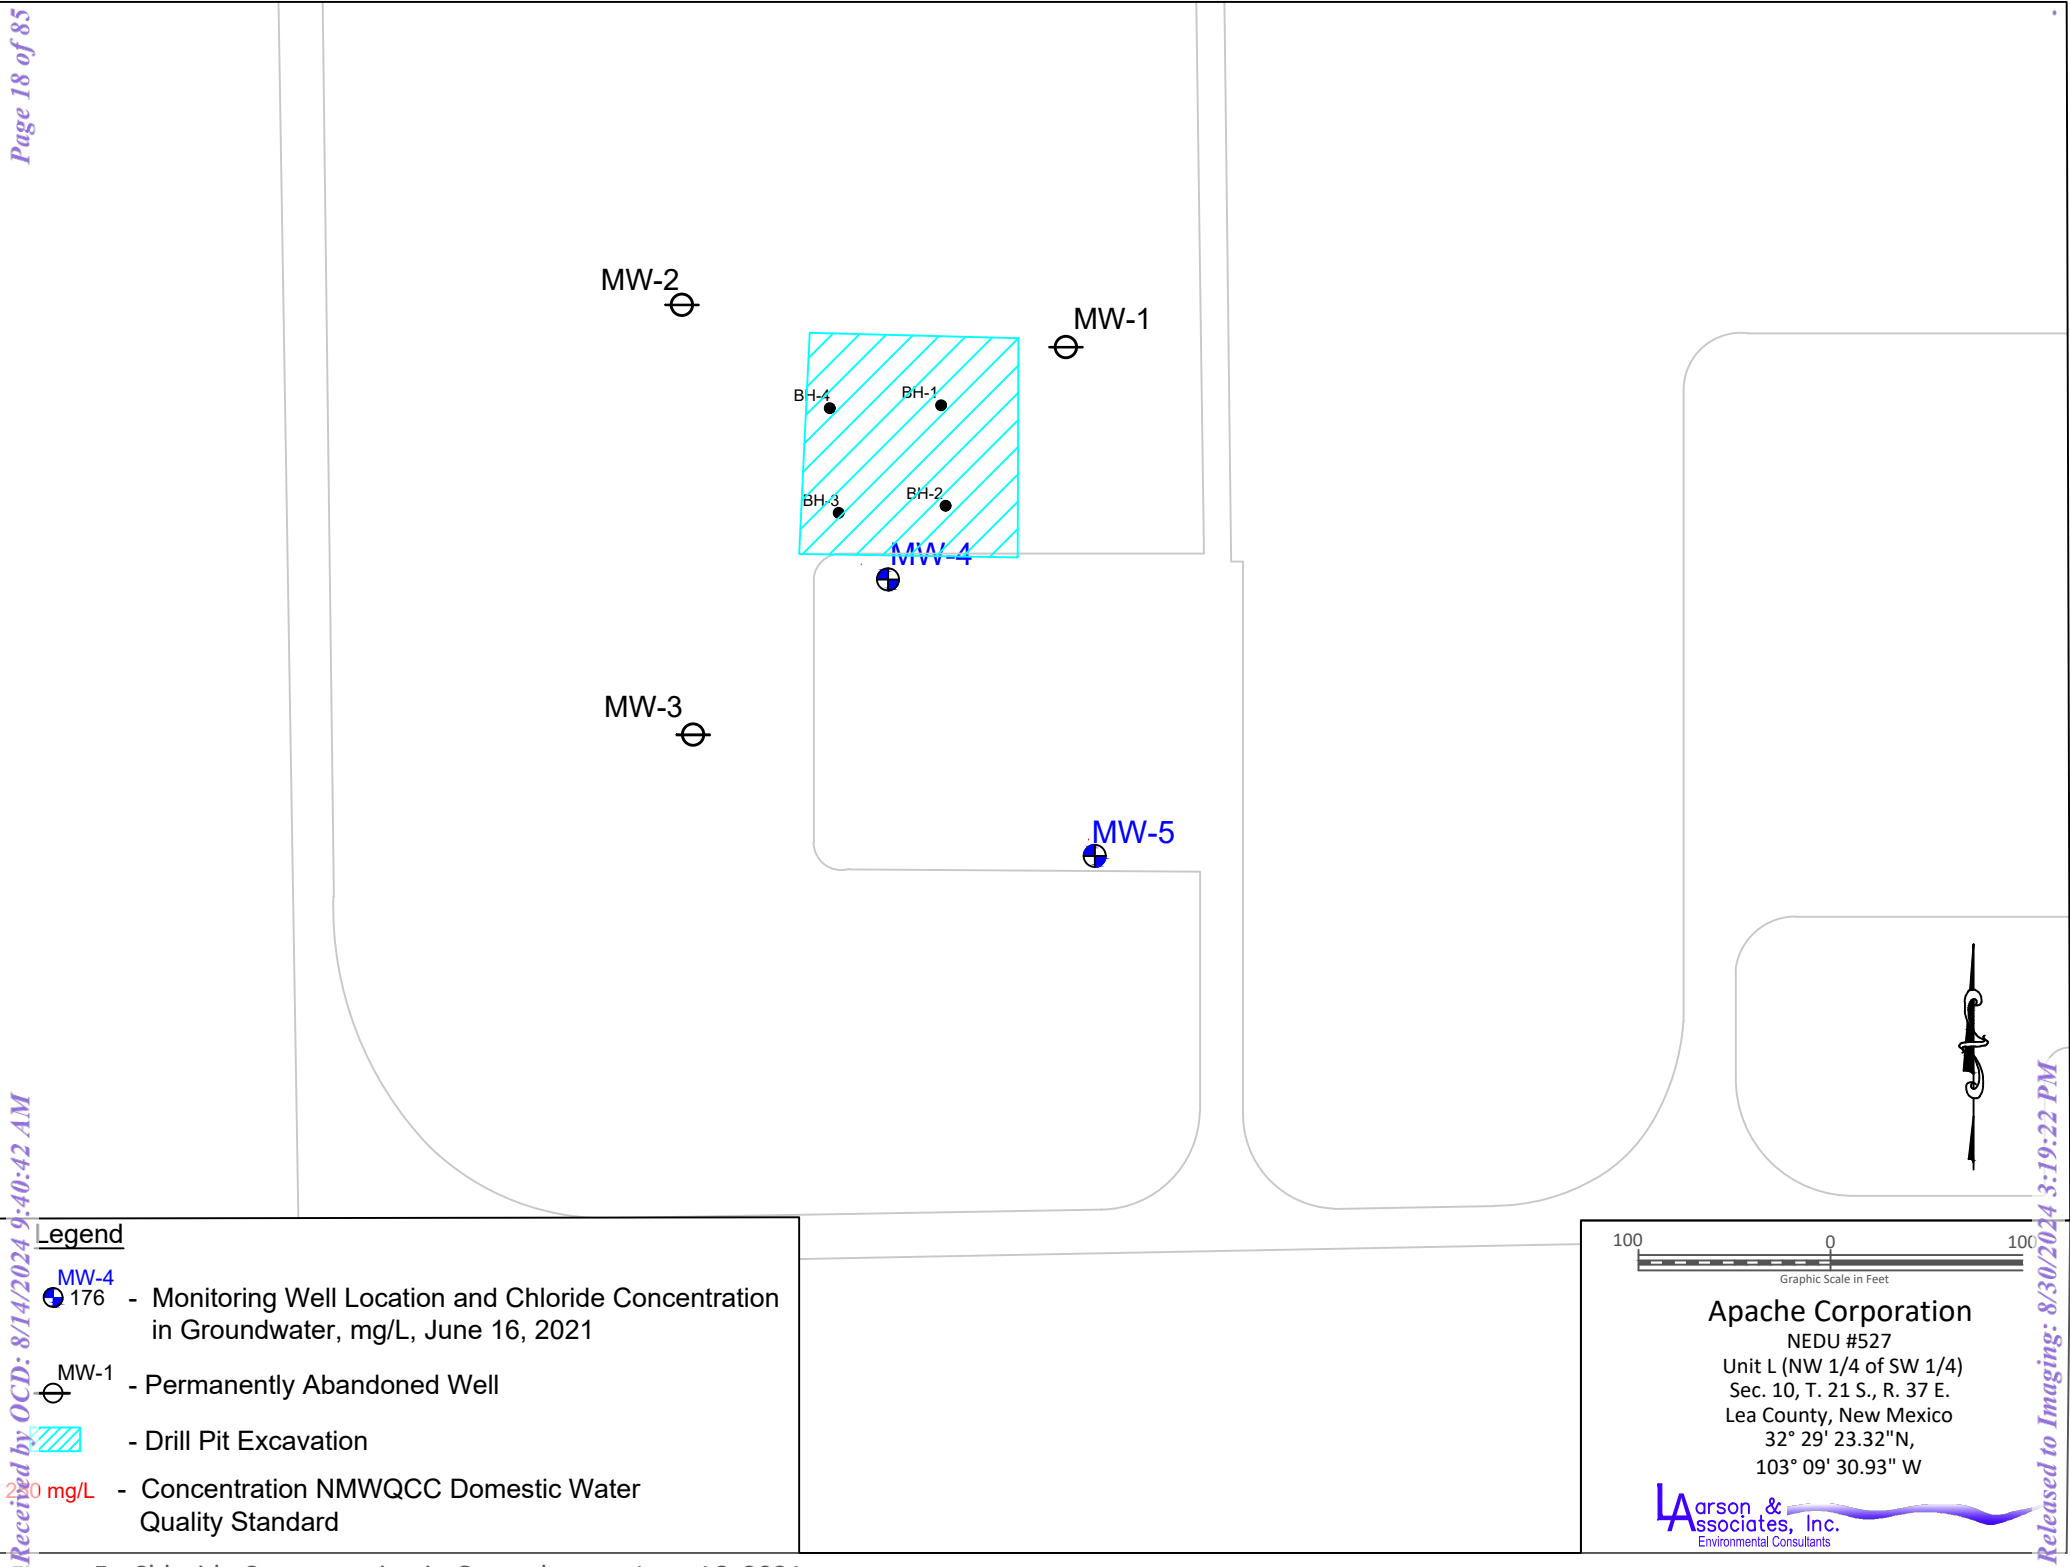 Page 18 of 85
MW-2
MW-1
BH-4
BH-1
BH-3
BH-2
MW-4
MW-3
MW-5
Received by OCD: 8/14/2024 9:40:42 AM
Released to Imaging: 8/30/2024 3:19:22 PM
Legend
MW-4
176 - Monitoring Well Location and Chloride Concentration
in Groundwater, mg/L, June 16, 2021
MW-1 - Permanently Abandoned Well
- Drill Pit Excavation
mg/L - Concentration NMWQCC Domestic Water
Quality Standard
100 0 100
Graphic Scale in Feet
Apache Corporation
NEDU #527
Unit L (NW 1/4 of SW 1/4)
Sec. 10, T. 21 S., R. 37 E.
Lea County, New Mexico
32° 29' 23.32"N,
103° 09' 30.93" W
Larson &
Associates, Inc.
Environmental Consultants